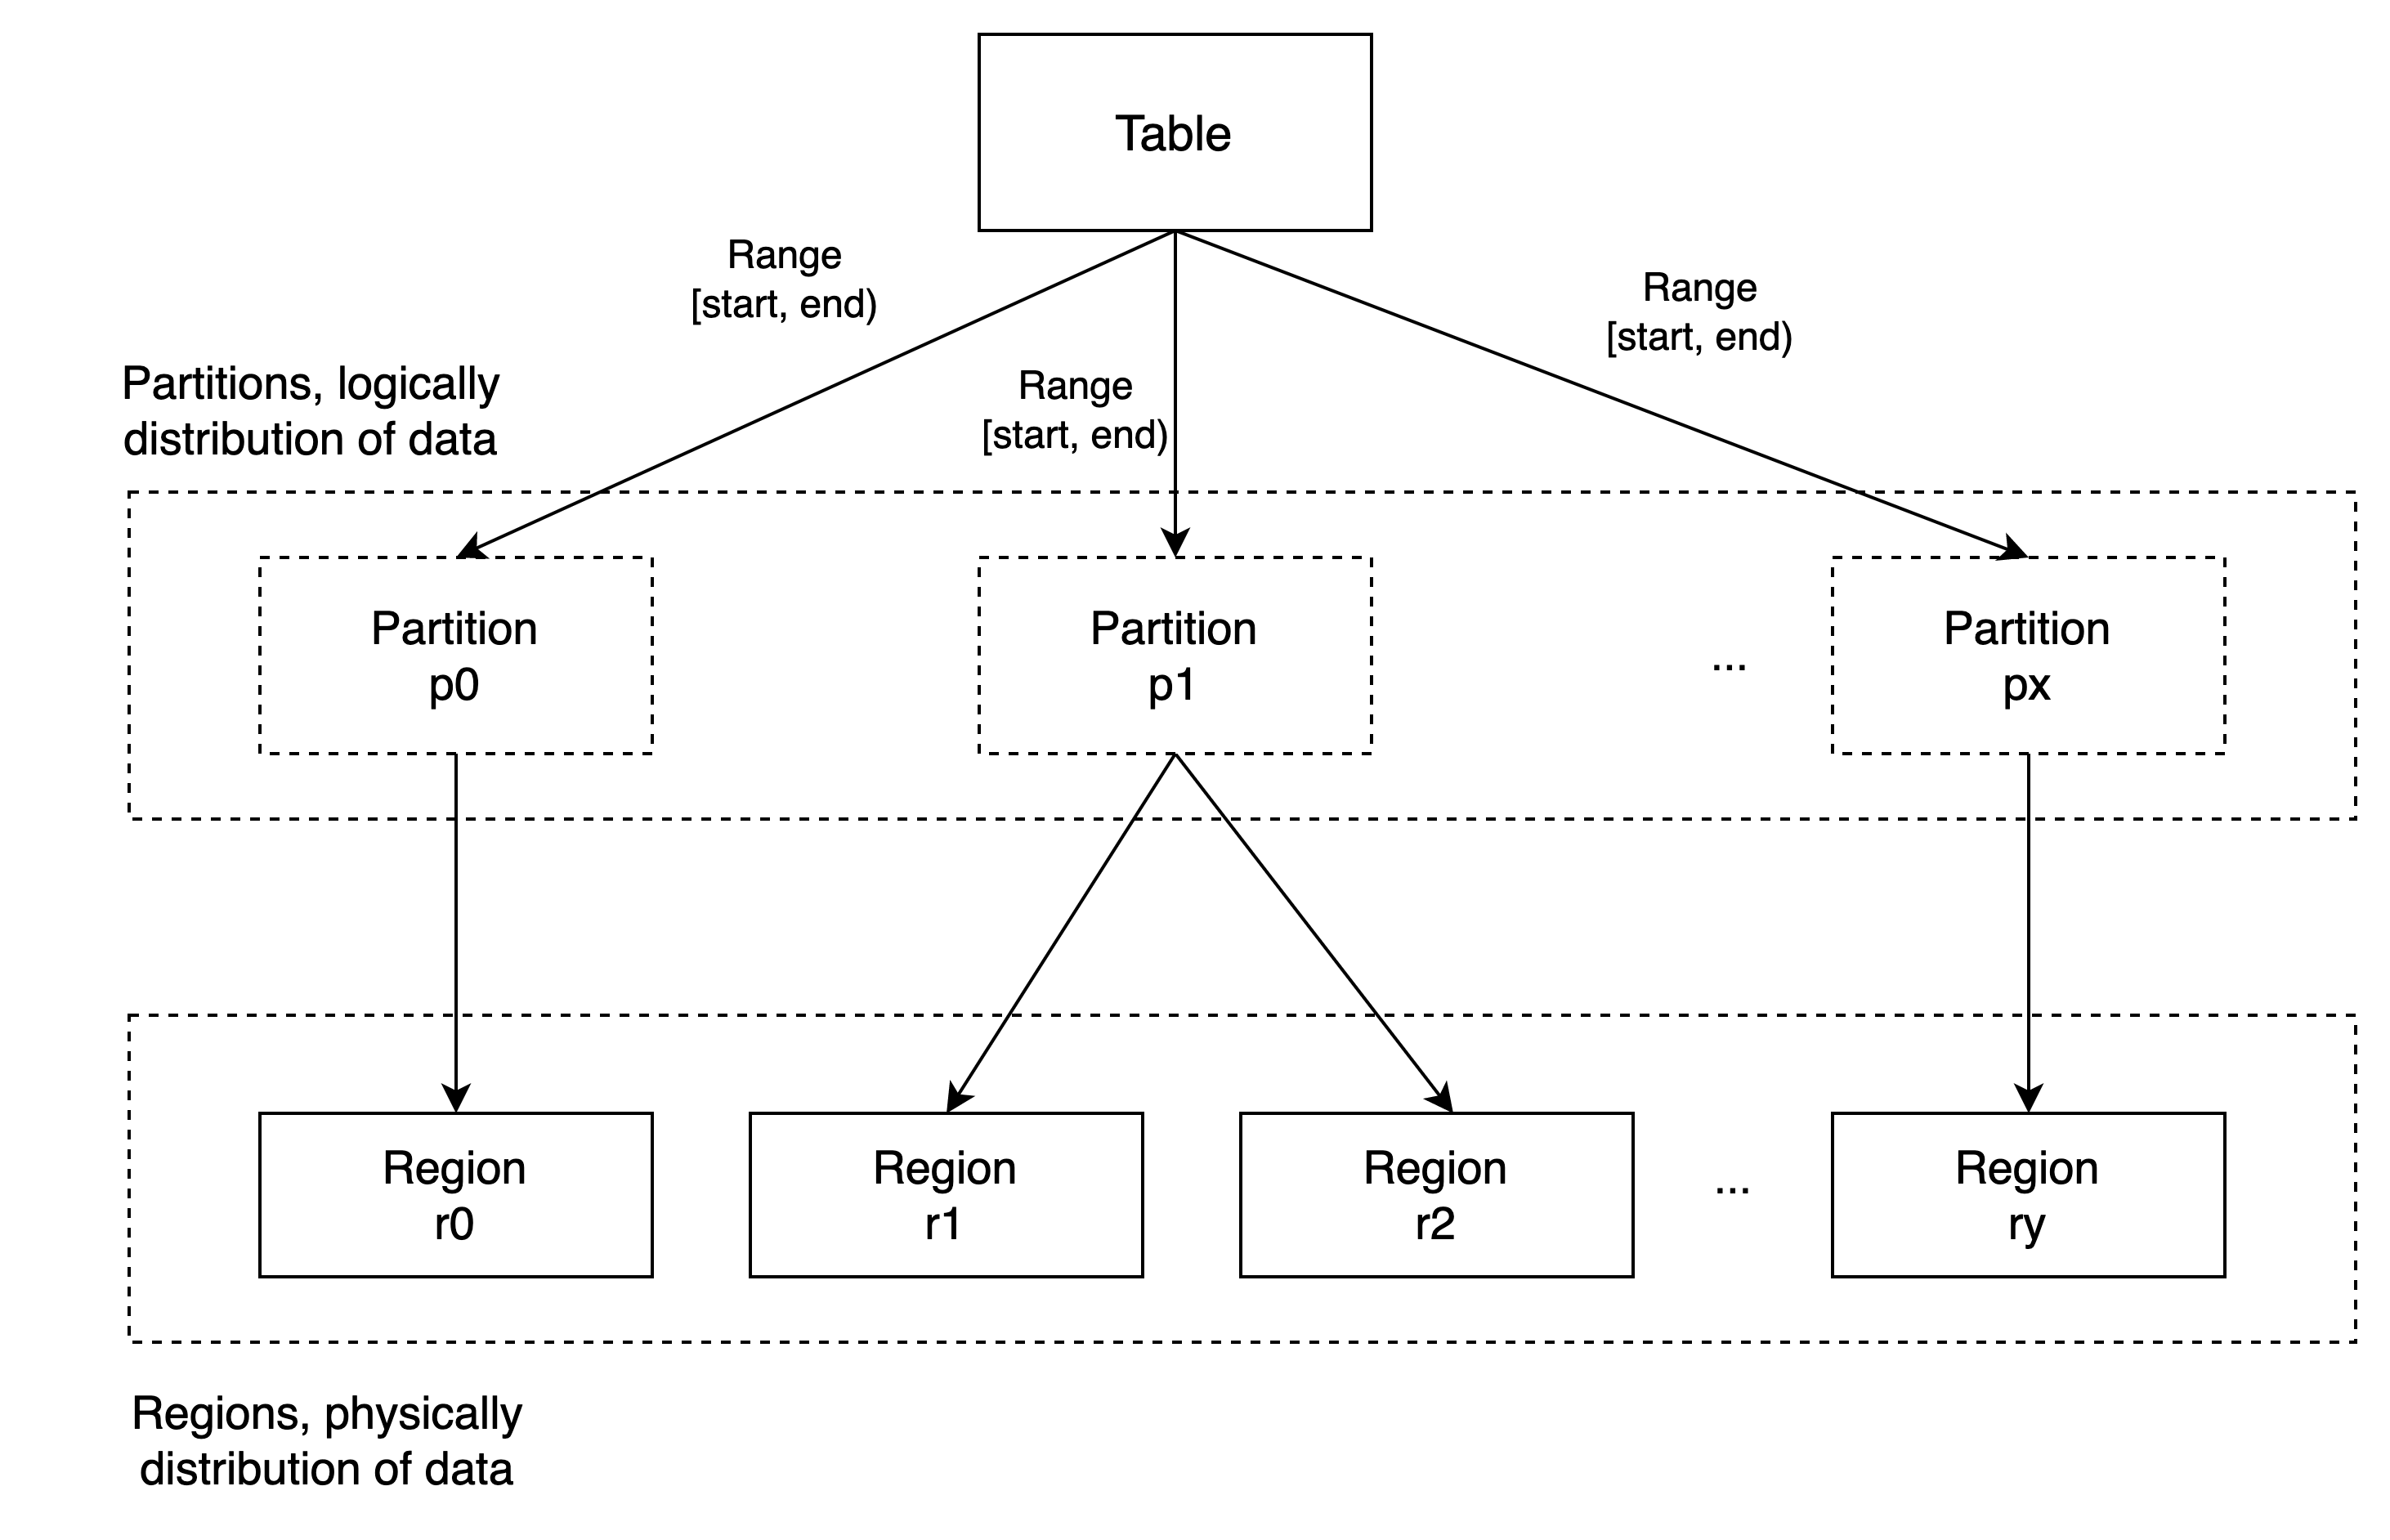 Table
Range
[start, end)
Range
[start, end)
Range
[start, end)
Partitions, logically
distribution of data
Partition
p0
Partition
p1
...
Partition
px
Region
r0
Region
r1
Region
r2
...
Region
ry
Regions, physically
distribution of data